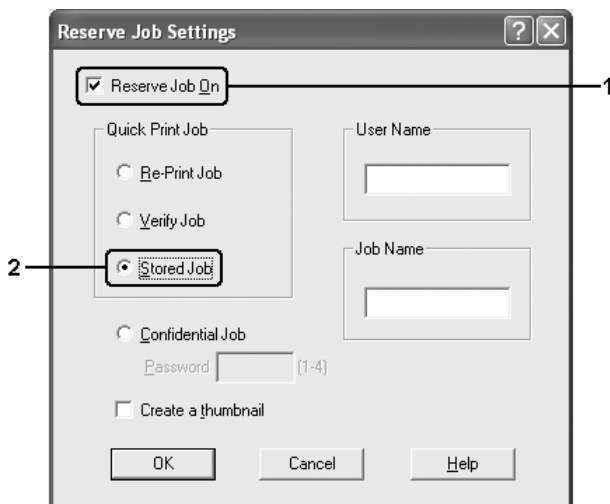 Reserve Job Settings
Reserve Job On
1
Quick Print Job
Re-Print Job
Verify Job
2
Stored Job
User Name
Job Name
Confidential Job
Password
(1-4)
Create a thumbnail
OK
Cancel
Help